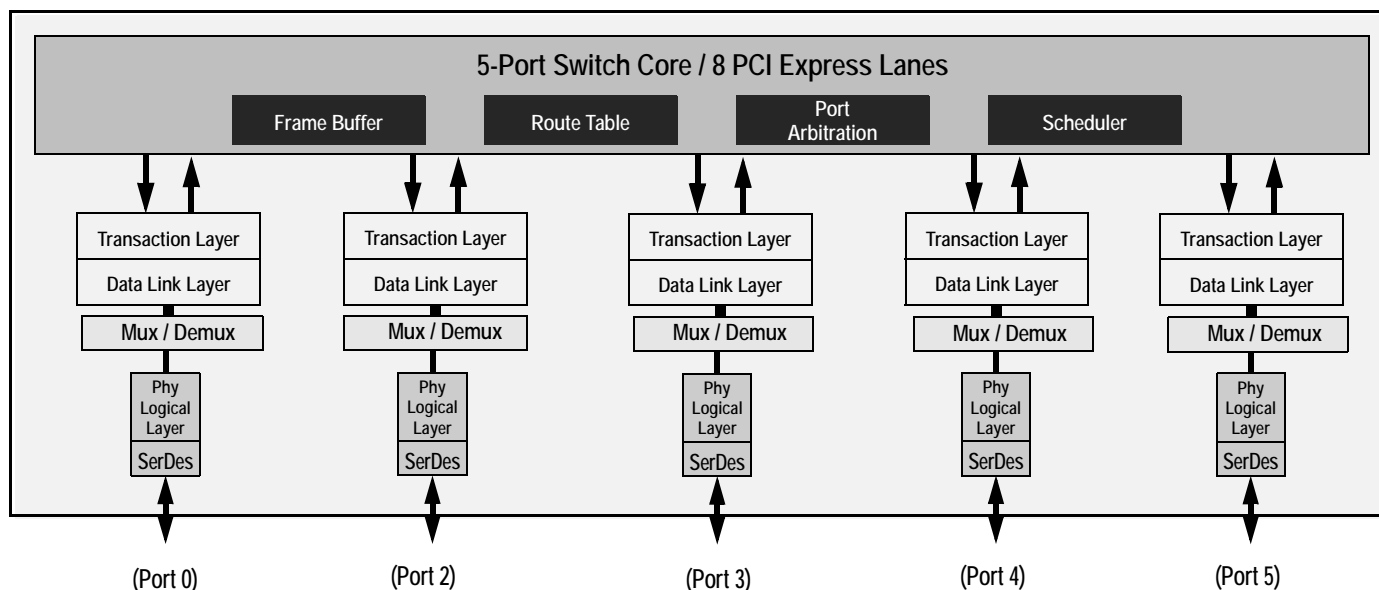 5-Port Switch Core / 8 PCI Express Lanes
Frame Buffer
Route Table
Port
Arbitration
Scheduler
Transaction Layer
Data Link Layer
Mux / Demux
Phy
Logical
Layer
SerDes
(Port 0)
Transaction Layer
Data Link Layer
Mux / Demux
Phy
Logical
Layer
SerDes
(Port 2)
Transaction Layer
Data Link Layer
Mux / Demux
Phy
Logical
Layer
SerDes
(Port 3)
Transaction Layer
Data Link Layer
Mux / Demux
Phy
Logical
Layer
SerDes
(Port 4)
Transaction Layer
Data Link Layer
Mux / Demux
Phy
Logical
Layer
SerDes
(Port 5)